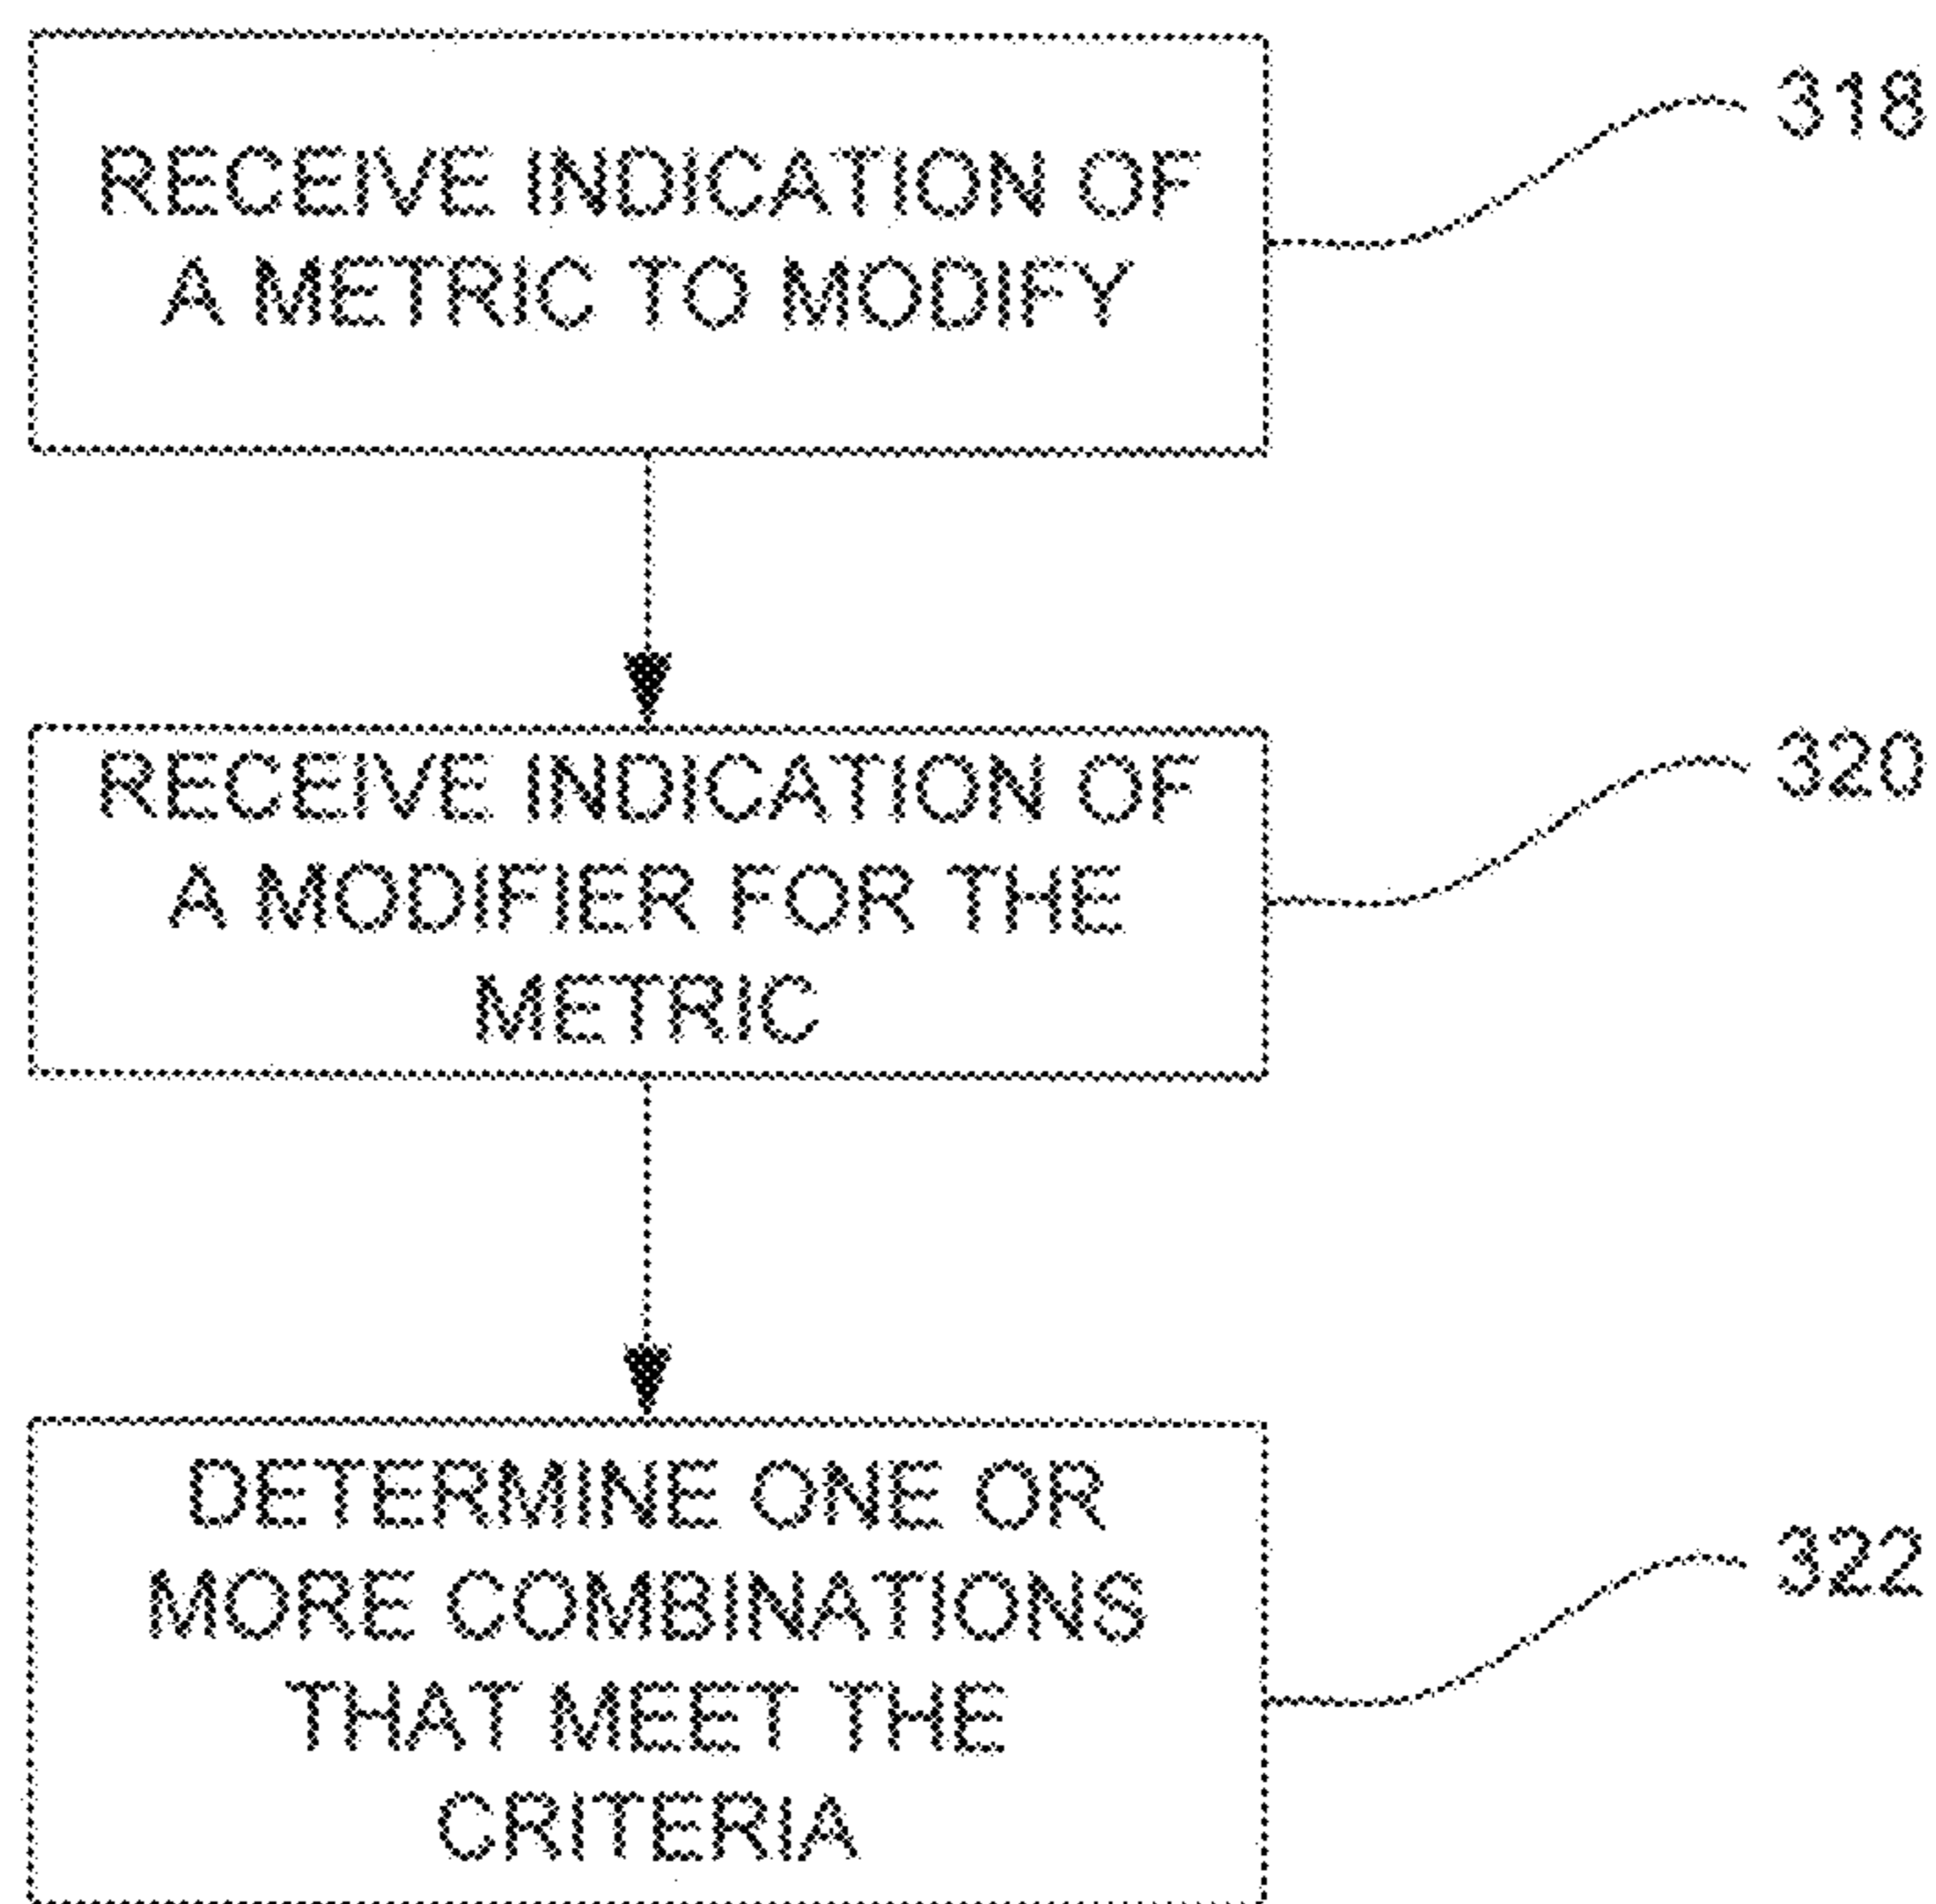 RECEIVE INDICATION OF
A METRIC TO MODIFY
318
RECEIVE INDICATION OF
A MODIFIER FOR THE
METRIC
320
DETERMINE ONE OR
MORE COMBINATIONS
THAT MEET THE
CRITERIA
322